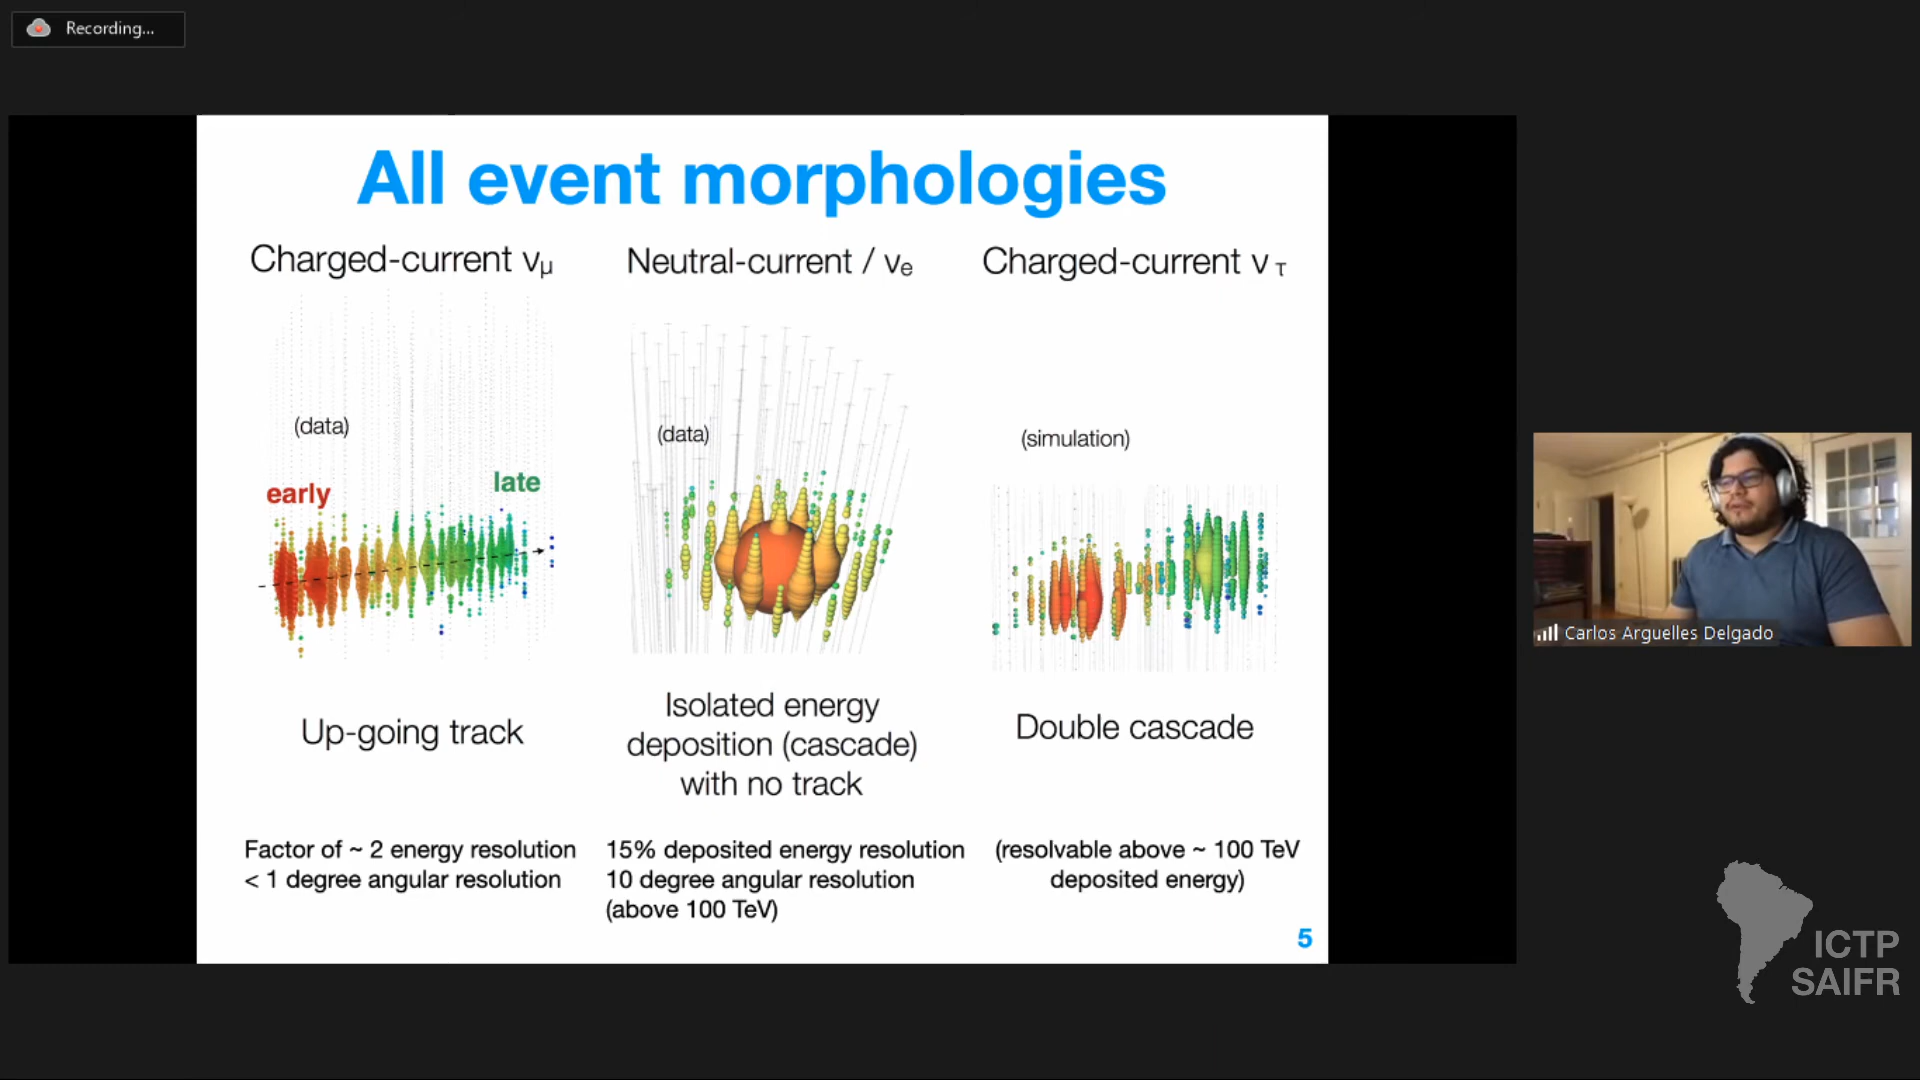 Recording...
All event morphologies
Charged-current νμ
Neutral-current / νe
Charged-current ντ
(data)
(data)
(simulation)
early
late
Up-going track
Isolated energy
deposition (cascade)
with no track
Double cascade
Factor of ~ 2 energy resolution
< 1 degree angular resolution
15% deposited energy resolution
10 degree angular resolution
(above 100 TeV)
(resolvable above ~ 100 TeV
deposited energy)
5
Carlos Arguelles Delgado
ICTP
SAIFR